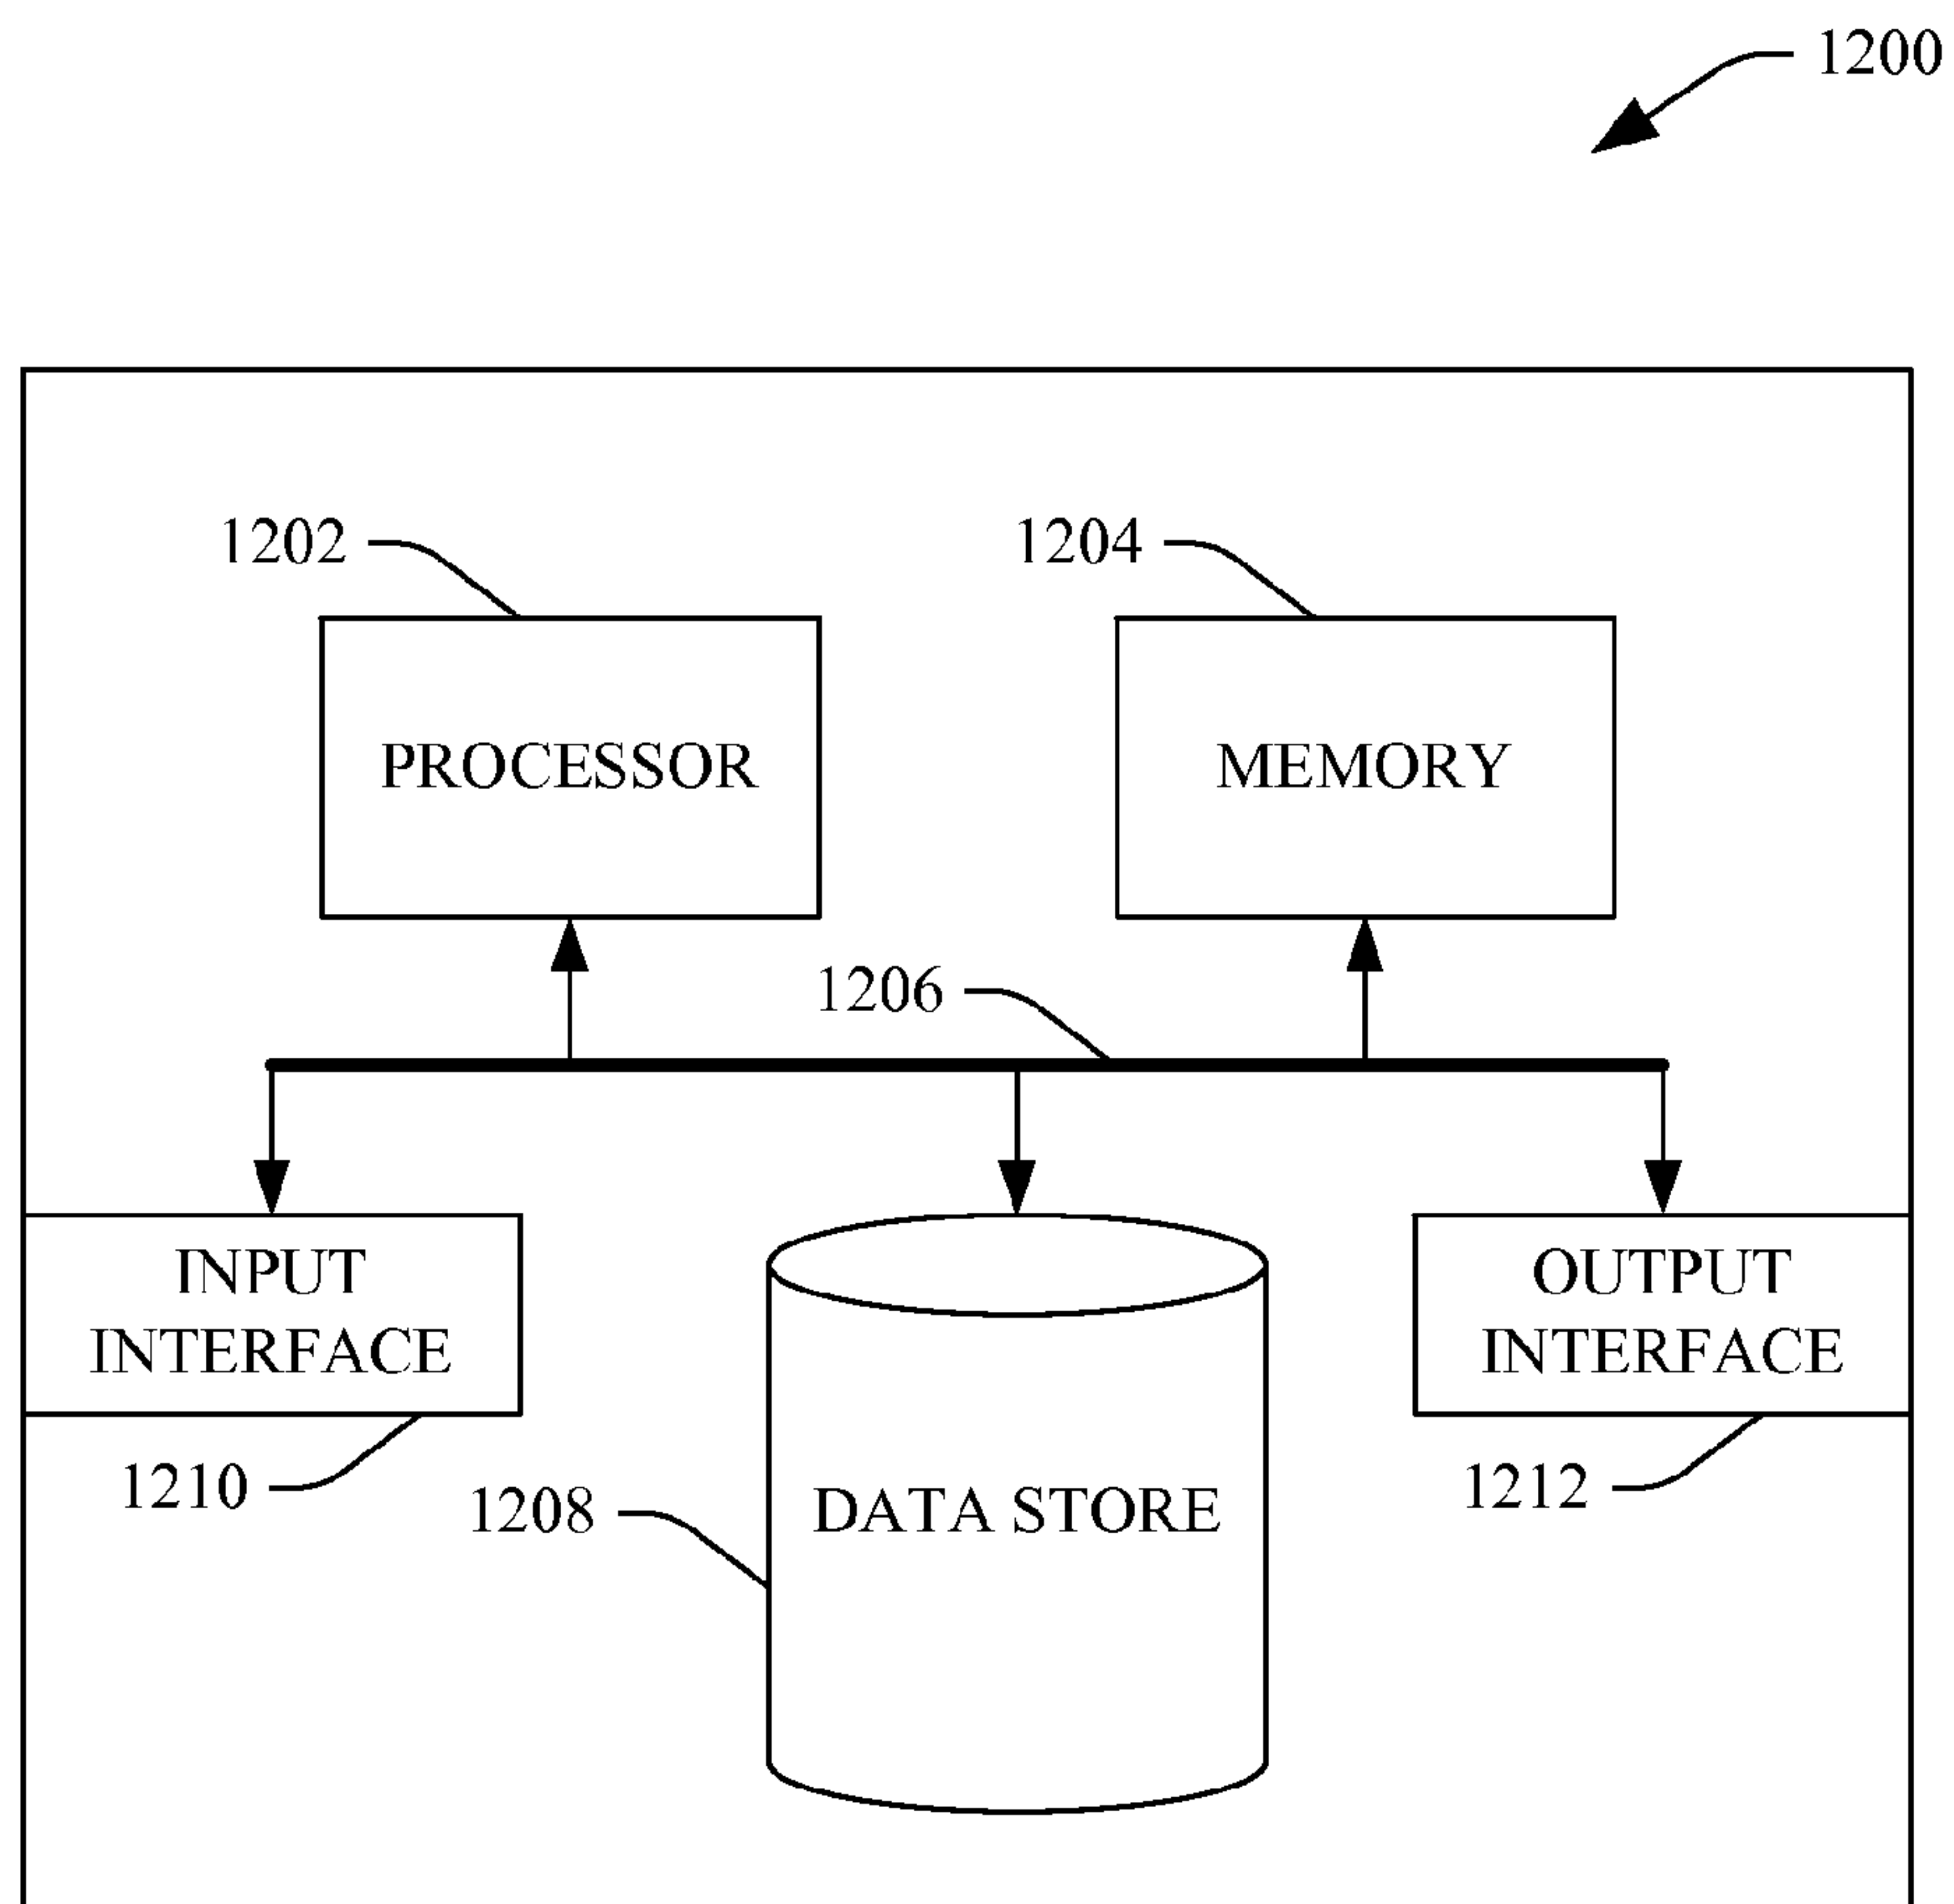 1200
1202
1204
PROCESSOR
MEMORY
1206
INPUT
INTERFACE
OUTPUT
INTERFACE
1210
1208
DATA STORE
1212